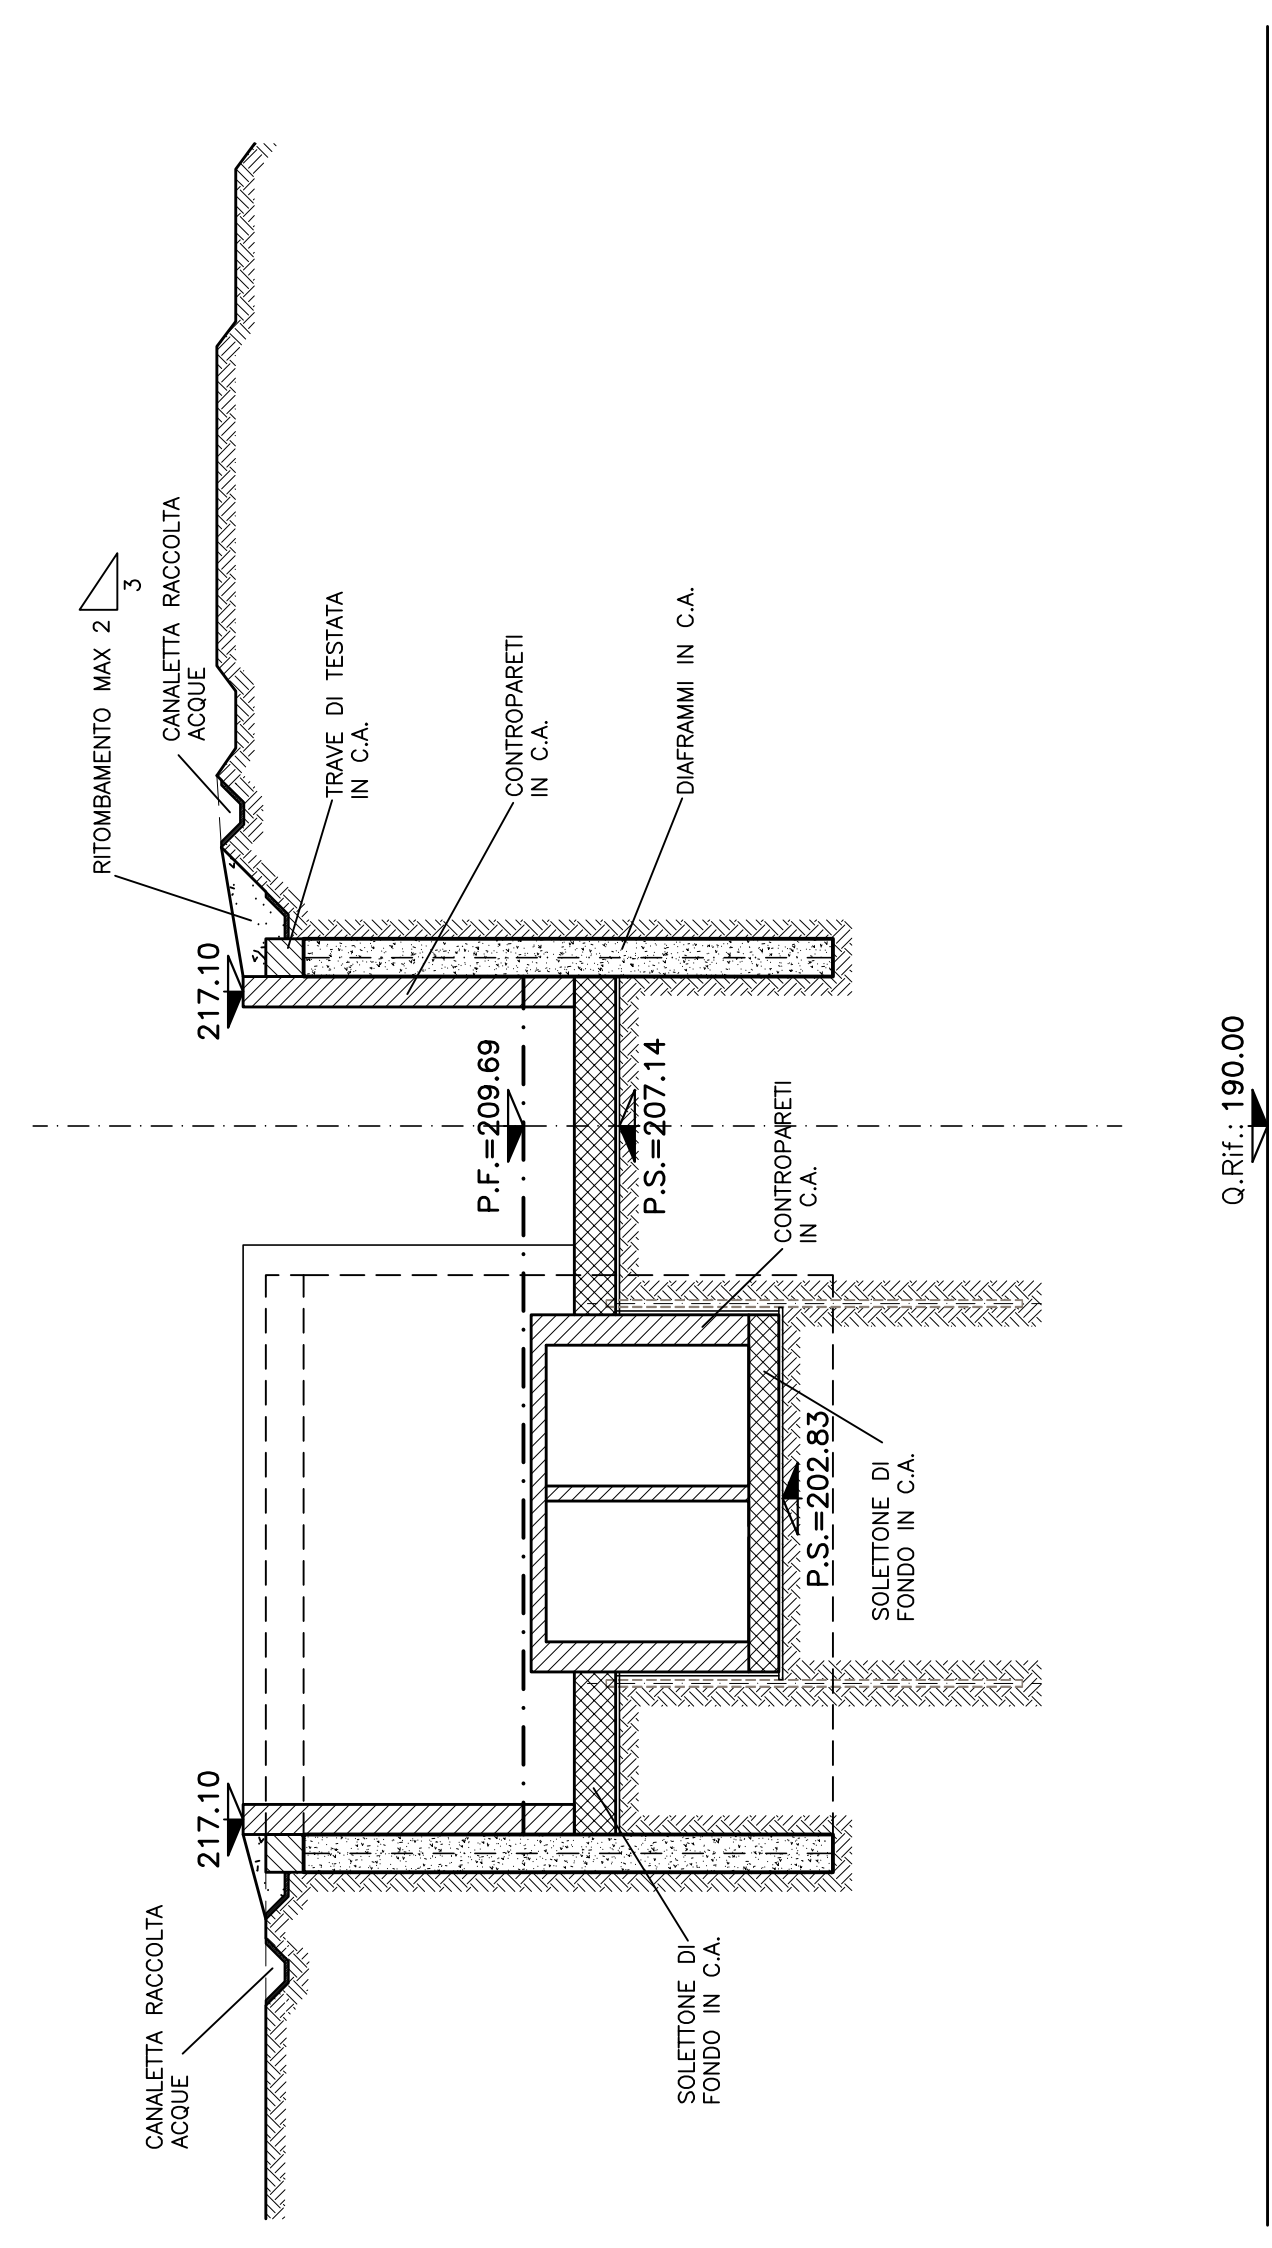 RITOMBAMENTO MAX 2
3
CANALETTA RACCOLTA
ACQUE
TRAVE DI TESTATA
IN C.A.
CONTROPARETI
IN C.A.
DIAFRAMMI IN C.A.
217.10
P.F.=209.69
P.S.=207.14
CONTROPARETI
IN C.A.
Q.Rif.: 190.00
P.S.=202.83
SOLETTONE DI
FONDO IN C.A.
217.10
CANALETTA RACCOLTA
ACQUE
SOLETTONE DI
FONDO IN C.A.